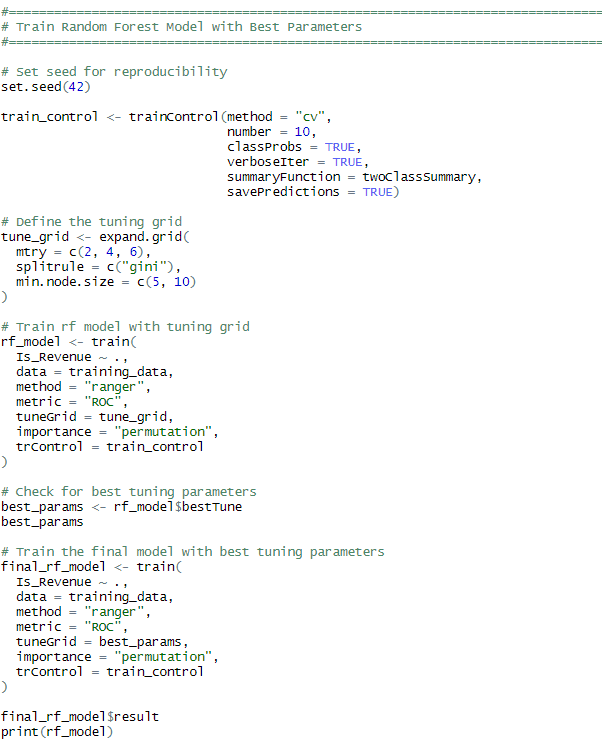 #===============================================================================
# Train Random Forest Model with Best Parameters
#===============================================================================
# Set seed for reproducibility
set.seed(42)
train_control <- trainControl(method = "cv",
                              number = 10,
                              classProbs = TRUE,
                              verboseIter = TRUE,
                              summaryFunction = twoClassSummary,
                              savePredictions = TRUE)
# Define the tuning grid
tune_grid <- expand.grid(
  mtry = c(2, 4, 6),
  splitrule = c("gini"),
  min.node.size = c(5, 10)
)
# Train rf model with tuning grid
rf_model <- train(
  Is_Revenue ~ .,
  data = training_data,
  method = "ranger",
  metric = "ROC",
  tuneGrid = tune_grid,
  importance = "permutation",
  trControl = train_control
)
# Check for best tuning parameters
best_params <- rf_model$bestTune
best_params
# Train the final model with best tuning parameters
final_rf_model <- train(
  Is_Revenue ~ .,
  data = training_data,
  method = "ranger",
  metric = "ROC",
  tuneGrid = best_params,
  importance = "permutation",
  trControl = train_control
)
final_rf_model$result
print(rf_model)